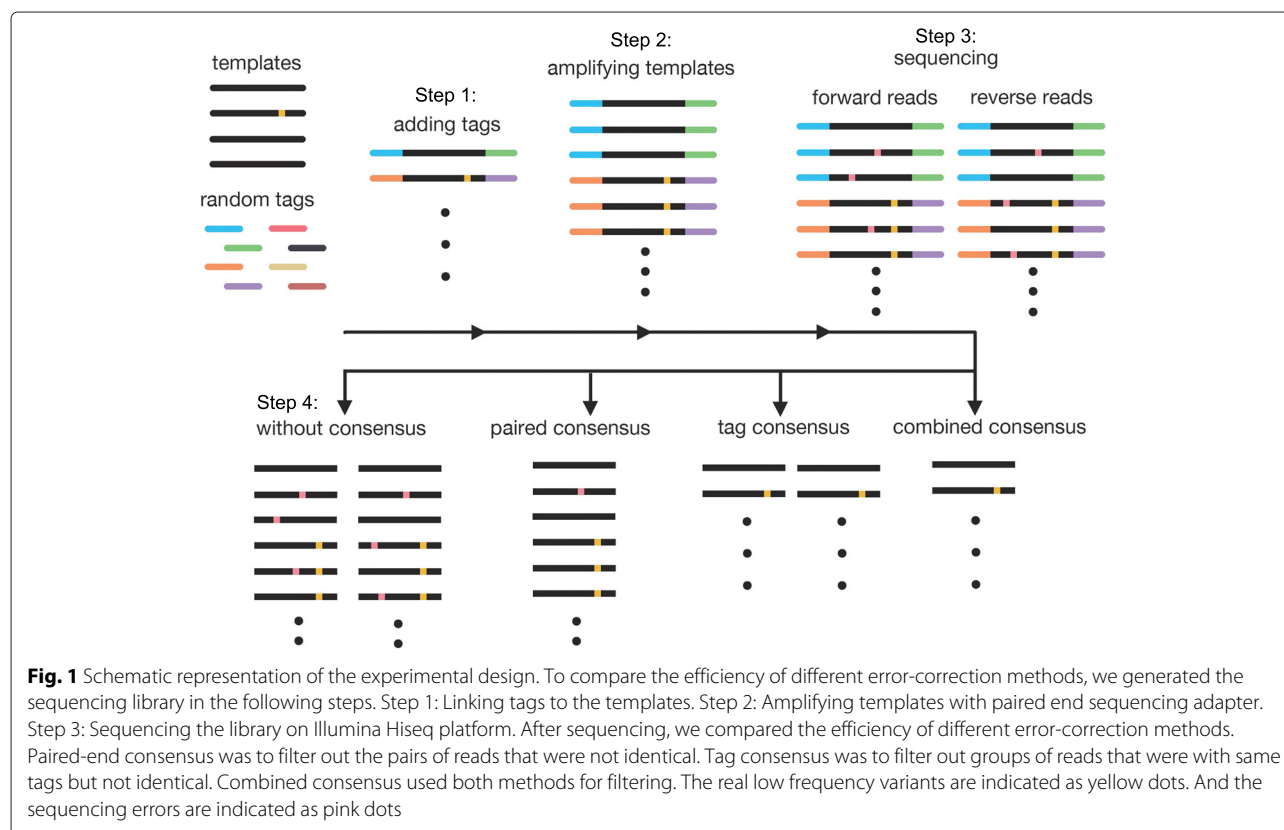 templates
random tags
Step 1:
adding tags
Step 2:
amplifying templates
Step 3:
sequencing
forward reads
reverse reads
Step 4:
without consensus
paired consensus
tag consensus
combined consensus
Fig. 1 Schematic representation of the experimental design. To compare the efficiency of different error-correction methods, we generated the
sequencing library in the following steps. Step 1: Linking tags to the templates. Step 2: Amplifying templates with paired end sequencing adapter.
Step 3: Sequencing the library on Illumina Hiseq platform. After sequencing, we compared the efficiency of different error-correction methods.
Paired-end consensus was to filter out the pairs of reads that were not identical. Tag consensus was to filter out groups of reads that were with same
tags but not identical. Combined consensus used both methods for filtering. The real low frequency variants are indicated as yellow dots. And the
sequencing errors are indicated as pink dots